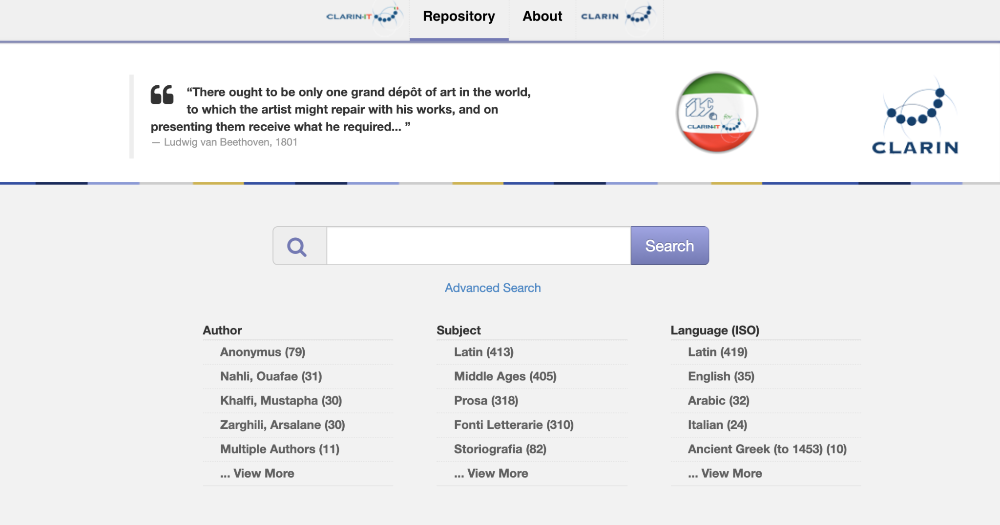 CLARIN-IT
Repository
About
CLARIN
“There ought to be only one grand dépôt of art in the world,
to which the artist might repair with his works, and on
presenting them receive what he required... ”
— Ludwig van Beethoven, 1801
ILC
for
CLARIN-IT
CLARIN
Search
Advanced Search
Author
Anonymus (79)
Nahli, Ouafae (31)
Khalfi, Mustapha (30)
Zarghili, Arsalane (30)
Multiple Authors (11)
... View More
Subject
Latin (413)
Middle Ages (405)
Prosa (318)
Fonti Letterarie (310)
Storiografia (82)
... View More
Language (ISO)
Latin (419)
English (35)
Arabic (32)
Italian (24)
Ancient Greek (to 1453) (10)
... View More